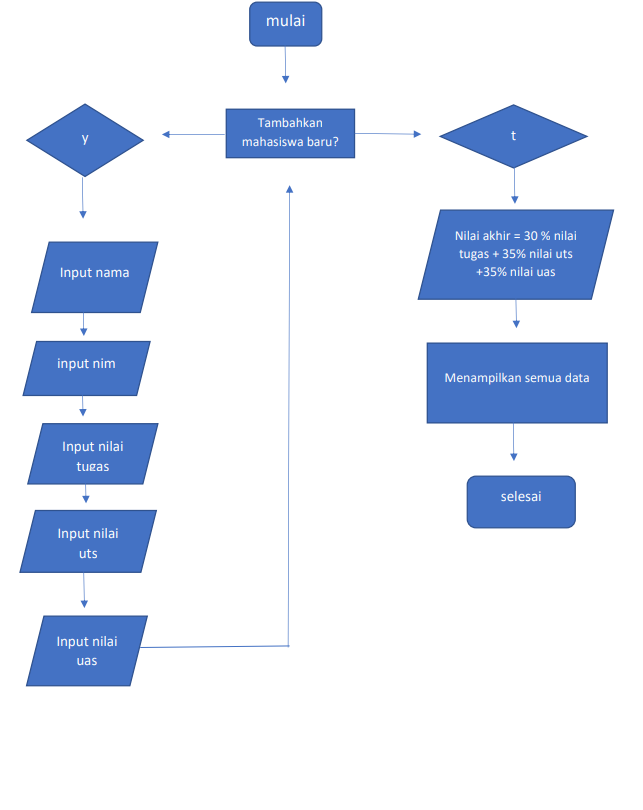 mulai
Tambahkan
mahasiswa baru?
y
t
Input nama
input nim
Input nilai
tugas
Input nilai
uts
Input nilai
uas
Nilai akhir = 30 % nilai
tugas + 35% nilai uts
+35% nilai uas
Menampilkan semua data
selesai